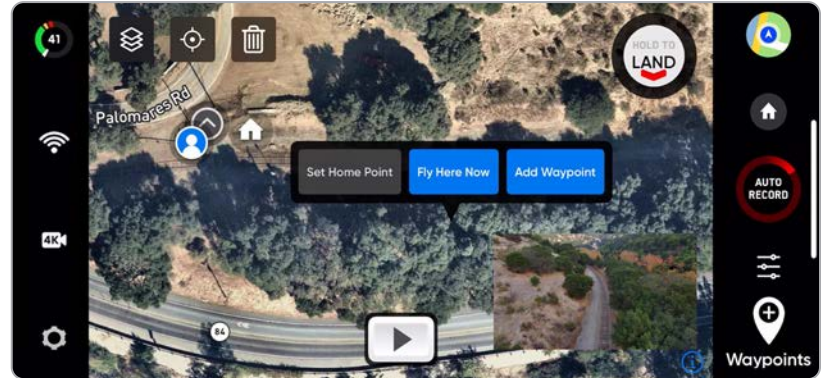 41
HOLD TO
LAND
Palomares Rd
Set Home Point
Fly Here Now
Add Waypoint
AUTO
RECORD
4K
84
Waypoints